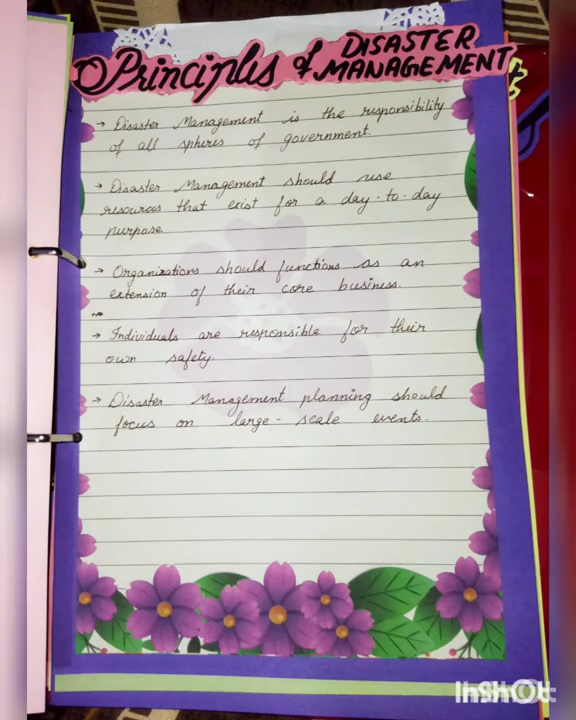 Principles of DISASTER MANAGEMENT
→ Disaster Management is the responsibility
of all spheres of government.
→ Disaster Management should use
resources that exist for a day-to-day
purpose
→ Organizations should functions as an
extension of their core business.
→ Individuals are responsible for their
own safety.
→ Disaster Management planning should
focus on large-scale events.
InShot